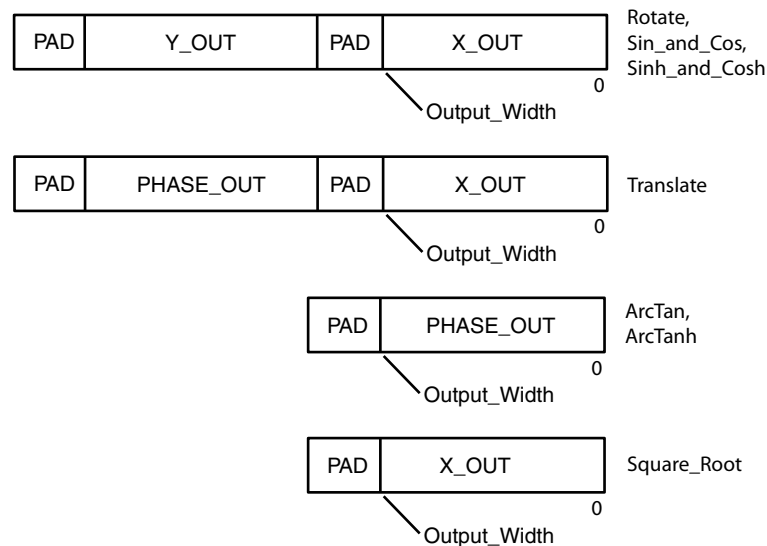 PAD Y_OUT PAD X_OUT
Rotate,
Sin_and_Cos,
Sinh_and_Cosh
0
Output_Width
PAD PHASE_OUT PAD X_OUT
Translate
0
Output_Width
PAD PHASE_OUT
ArcTan,
ArcTanh
0
Output_Width
PAD X_OUT
Square_Root
0
Output_Width